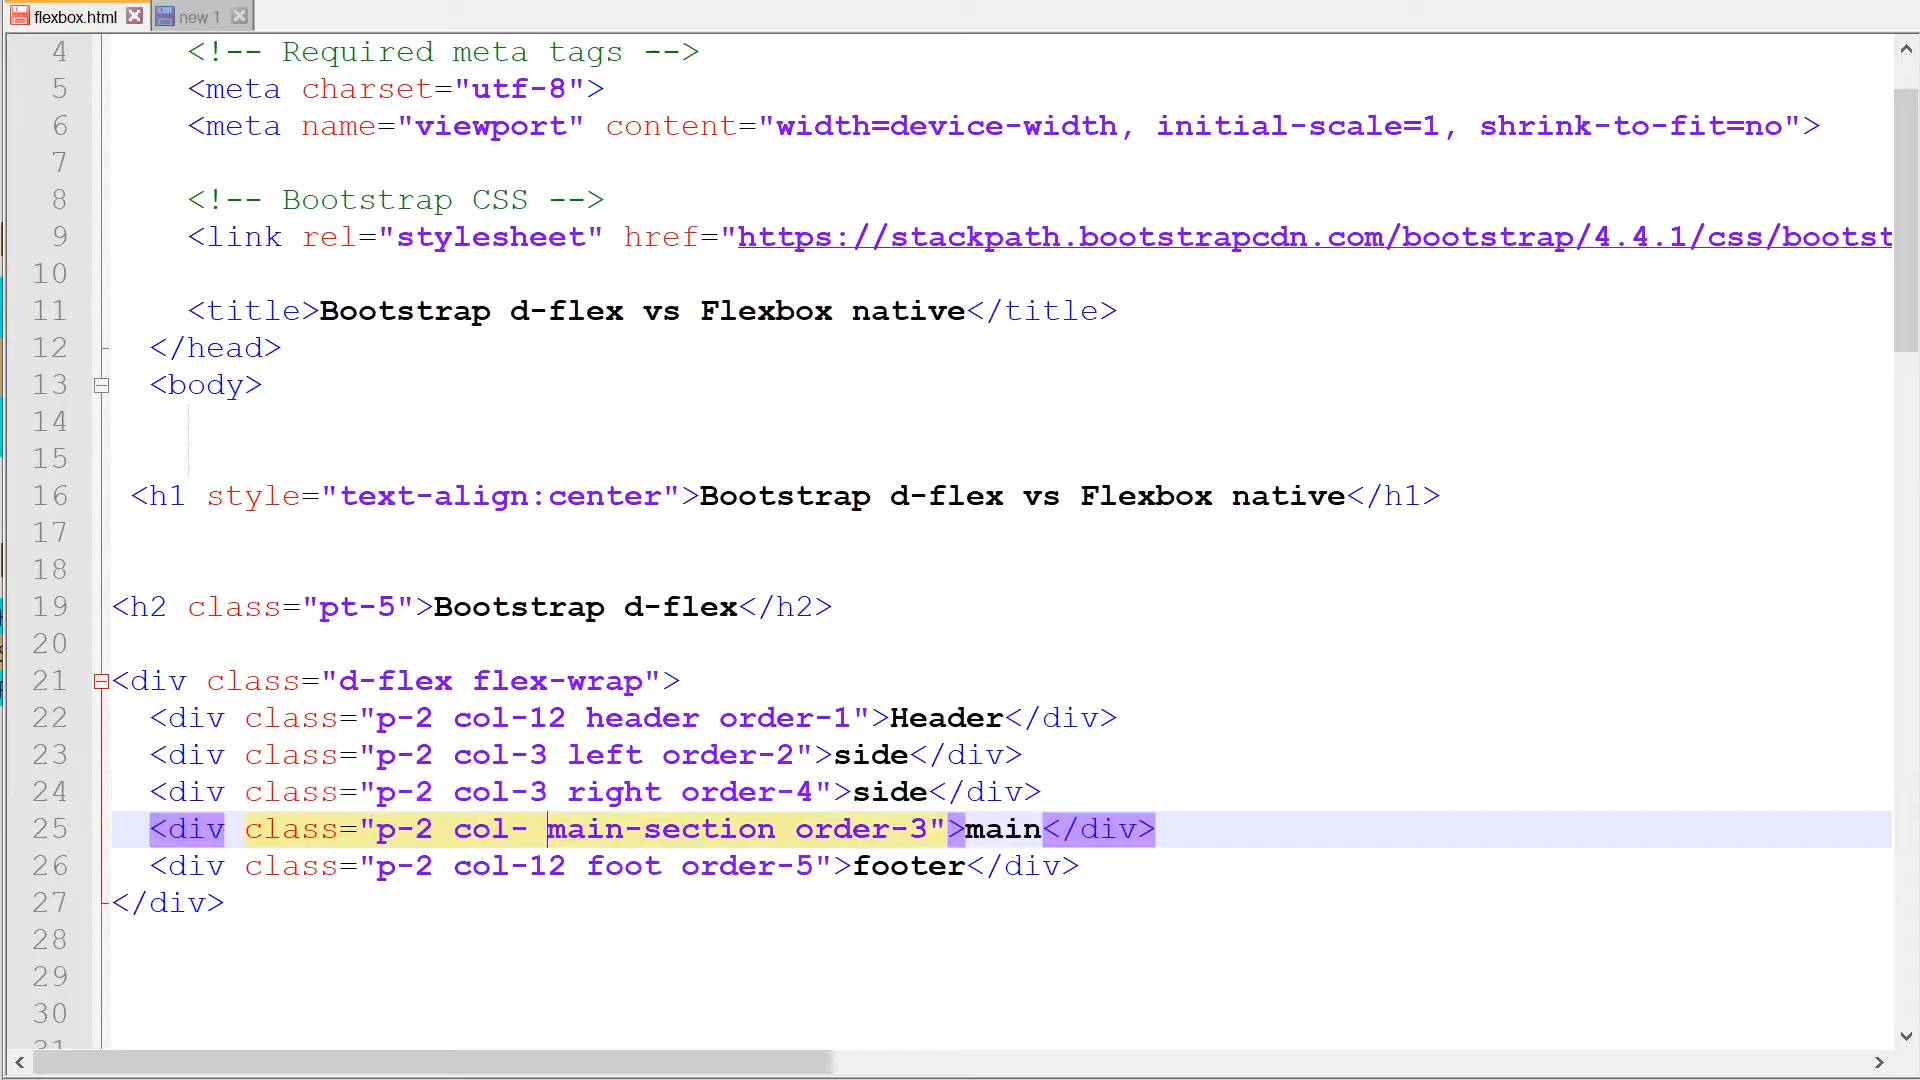 flexbox.html new 1
4 <!-- Required meta tags -->
5 <meta charset="utf-8">
6 <meta name="viewport" content="width=device-width, initial-scale=1, shrink-to-fit=no">
7
8 <!-- Bootstrap CSS -->
9 <link rel="stylesheet" href="https://stackpath.bootstrapcdn.com/bootstrap/4.4.1/css/bootst
10
11 <title>Bootstrap d-flex vs Flexbox native</title>
12 </head>
13 <body>
14
15
16 <h1 style="text-align:center">Bootstrap d-flex vs Flexbox native</h1>
17
18
19 <h2 class="pt-5">Bootstrap d-flex</h2>
20
21 <div class="d-flex flex-wrap">
22 <div class="p-2 col-12 header order-1">Header</div>
23 <div class="p-2 col-3 left order-2">side</div>
24 <div class="p-2 col-3 right order-4">side</div>
25 <div class="p-2 col- main-section order-3">main</div>
26 <div class="p-2 col-12 foot order-5">footer</div>
27 </div>
28
29
30
31